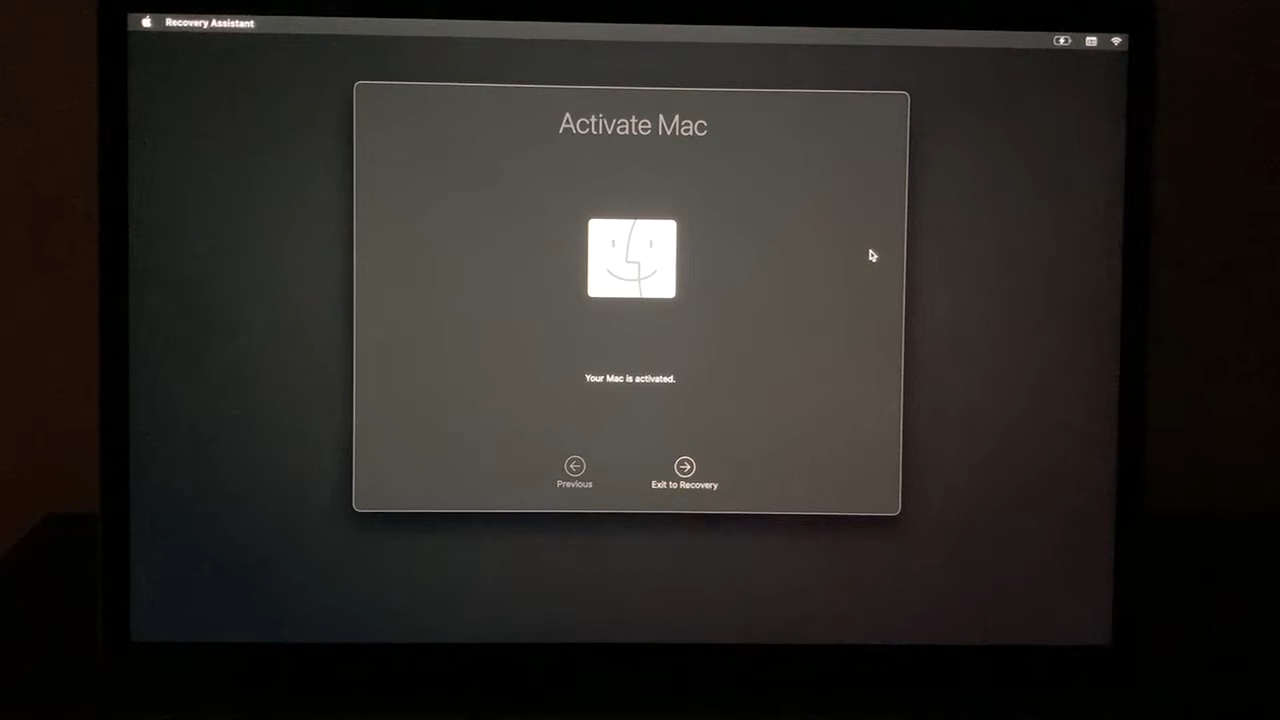 Recovery Assistant
Activate Mac
Your Mac is activated.
Previous
Exit to Recovery